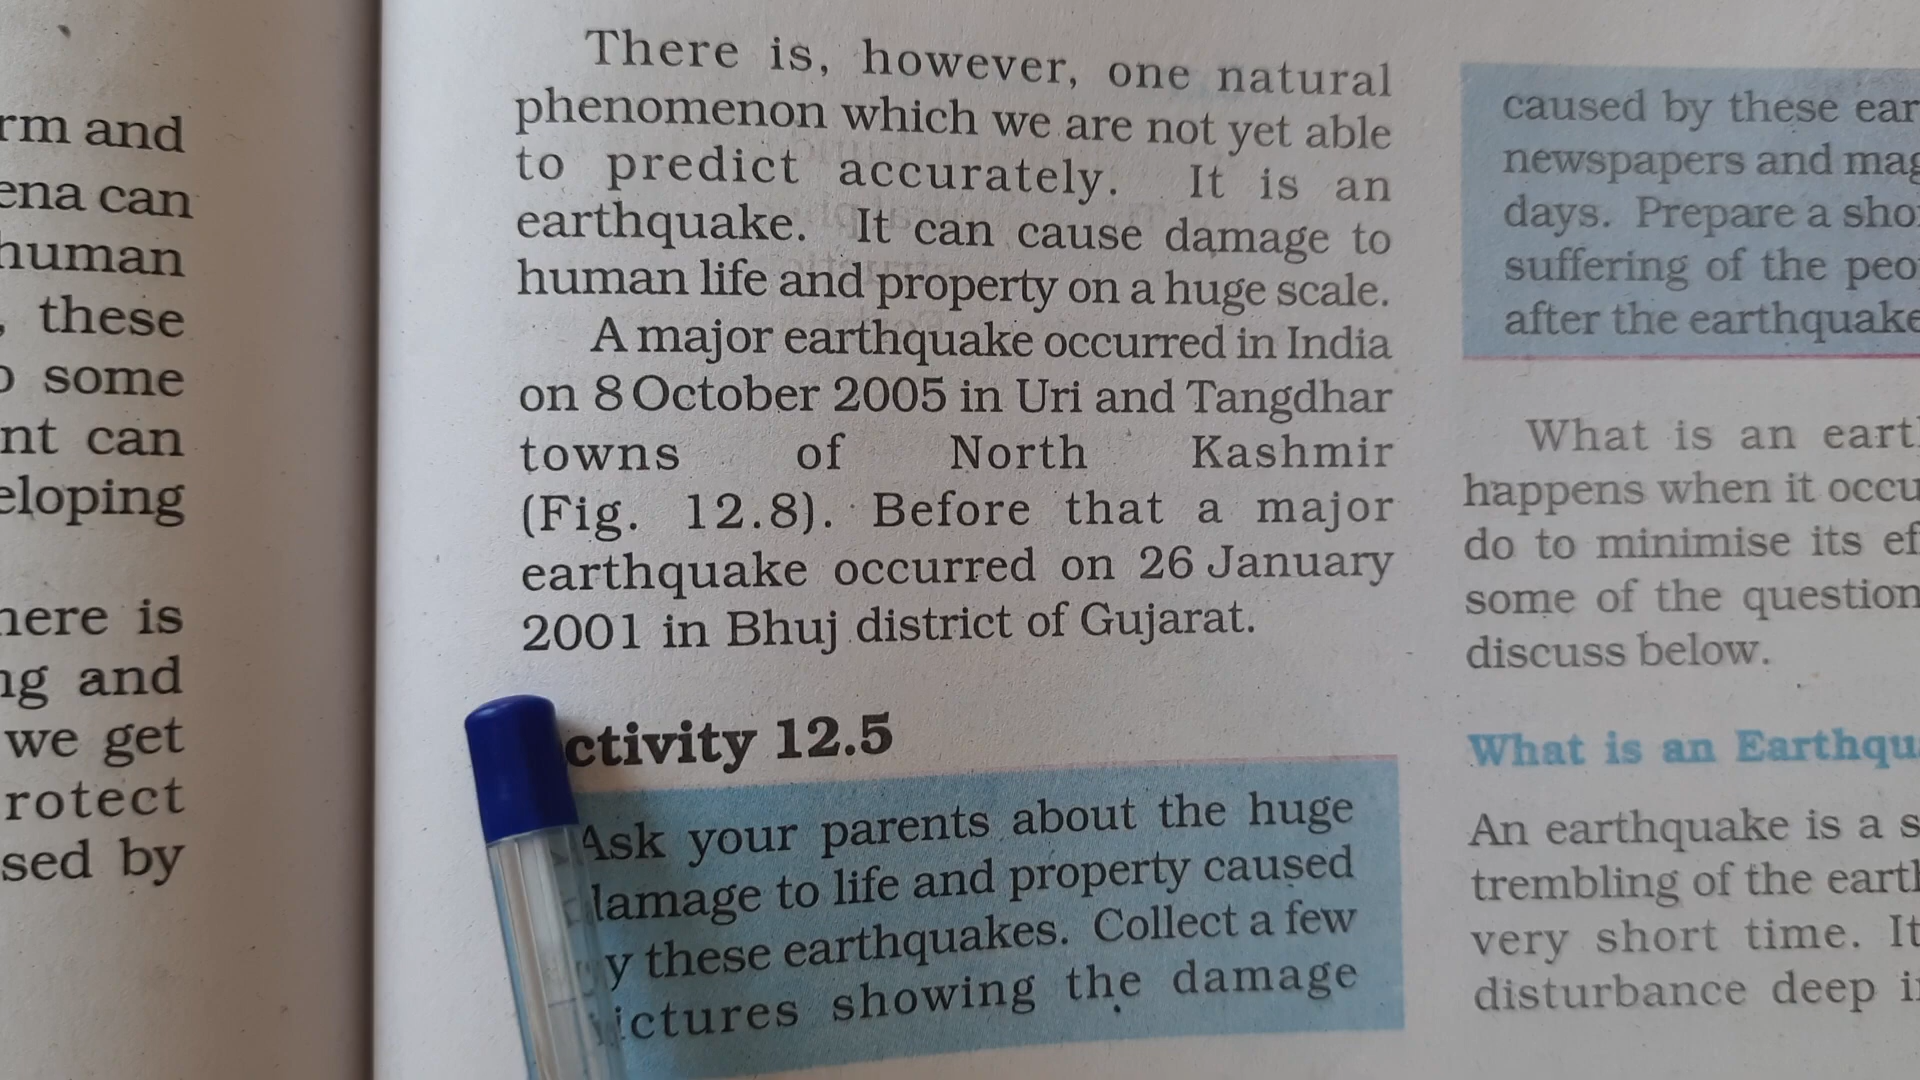 rm and
ena can
human
, these
o some
nt can
eloping
here is
ng and
we get
rotect
sed by
There is, however, one natural
phenomenon which we are not yet able
to predict accurately. It is an
earthquake. It can cause damage to
human life and property on a huge scale.
A major earthquake occurred in India
on 8 October 2005 in Uri and Tangdhar
towns of North Kashmir
(Fig. 12.8). Before that a major
earthquake occurred on 26 January
2001 in Bhuj district of Gujarat.
ctivity 12.5
Ask your parents about the huge
damage to life and property caused
y these earthquakes. Collect a few
ictures showing the damage
caused by these ear
newspapers and mag
days. Prepare a sho
suffering of the peo
after the earthquake
What is an eart
happens when it occu
do to minimise its ef
some of the question
discuss below.
What is an Earthqu
An earthquake is a s
trembling of the eart
very short time. It
disturbance deep i